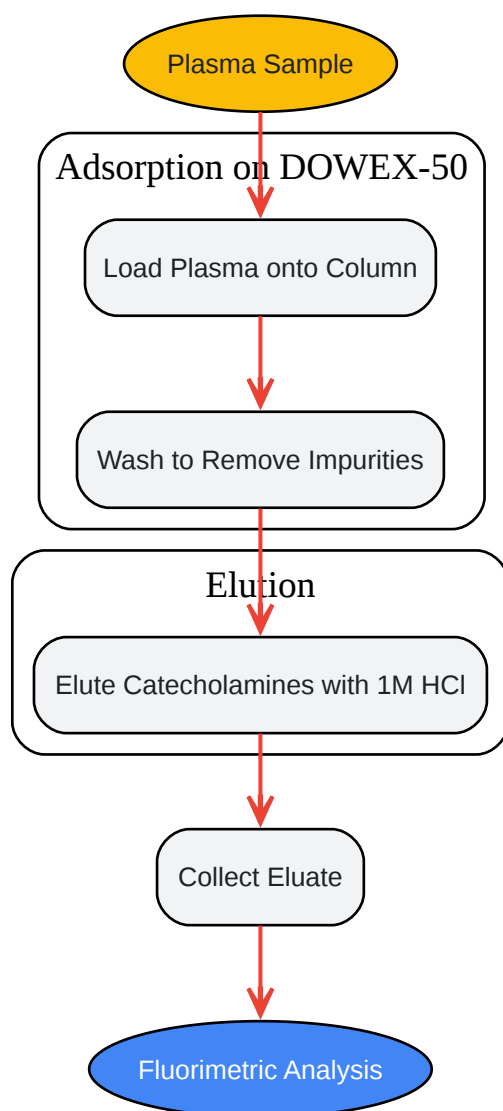 Plasma Sample
Adsorption on DOWEX-50
Load Plasma onto Column
Wash to Remove Impurities
Elution
Elute Catecholamines with 1M HCl
Collect Eluate
Fluorimetric Analysis